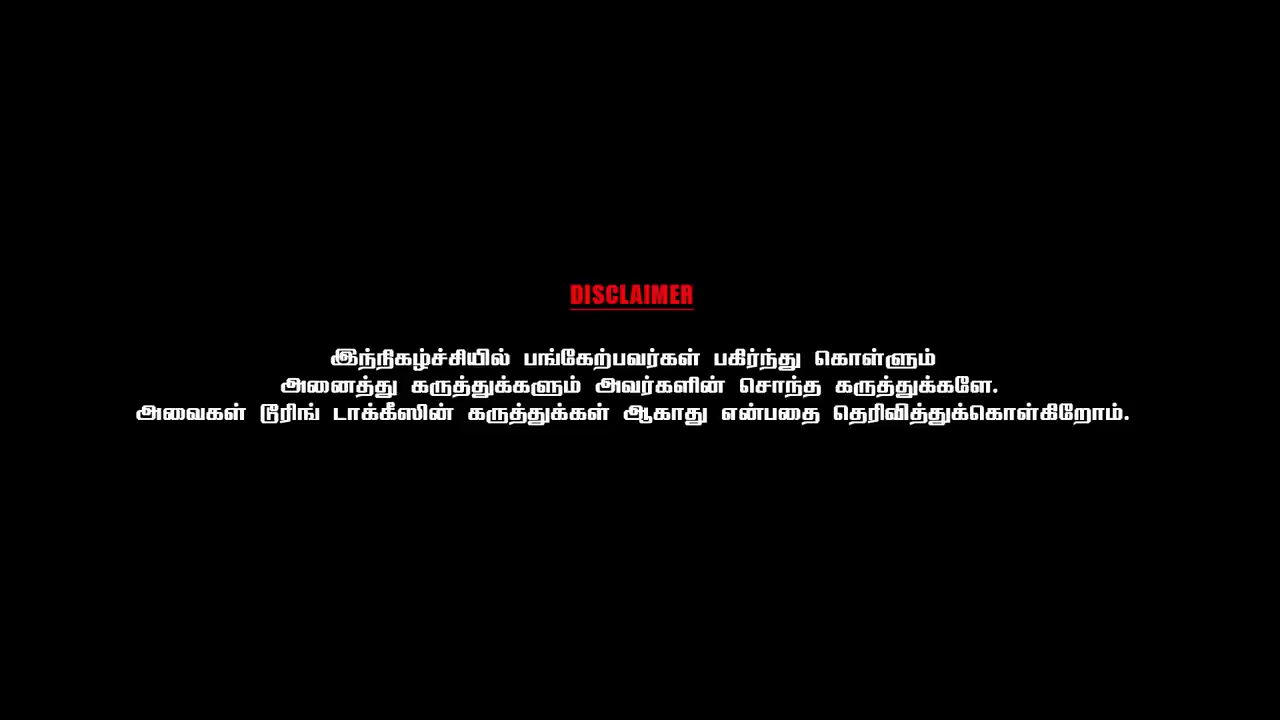 DISCLAIMER
இந்நிகழ்ச்சியில் பங்கேற்பவர்கள் பகிர்ந்து கொள்ளும்
அனைத்து கருத்துக்களும் அவர்களின் சொந்த கருத்துக்களே.
அவைகள் டூரிங் டாக்கீஸின் கருத்துக்கள் ஆகாது என்பதை தெரிவித்துக்கொள்கிறோம்.